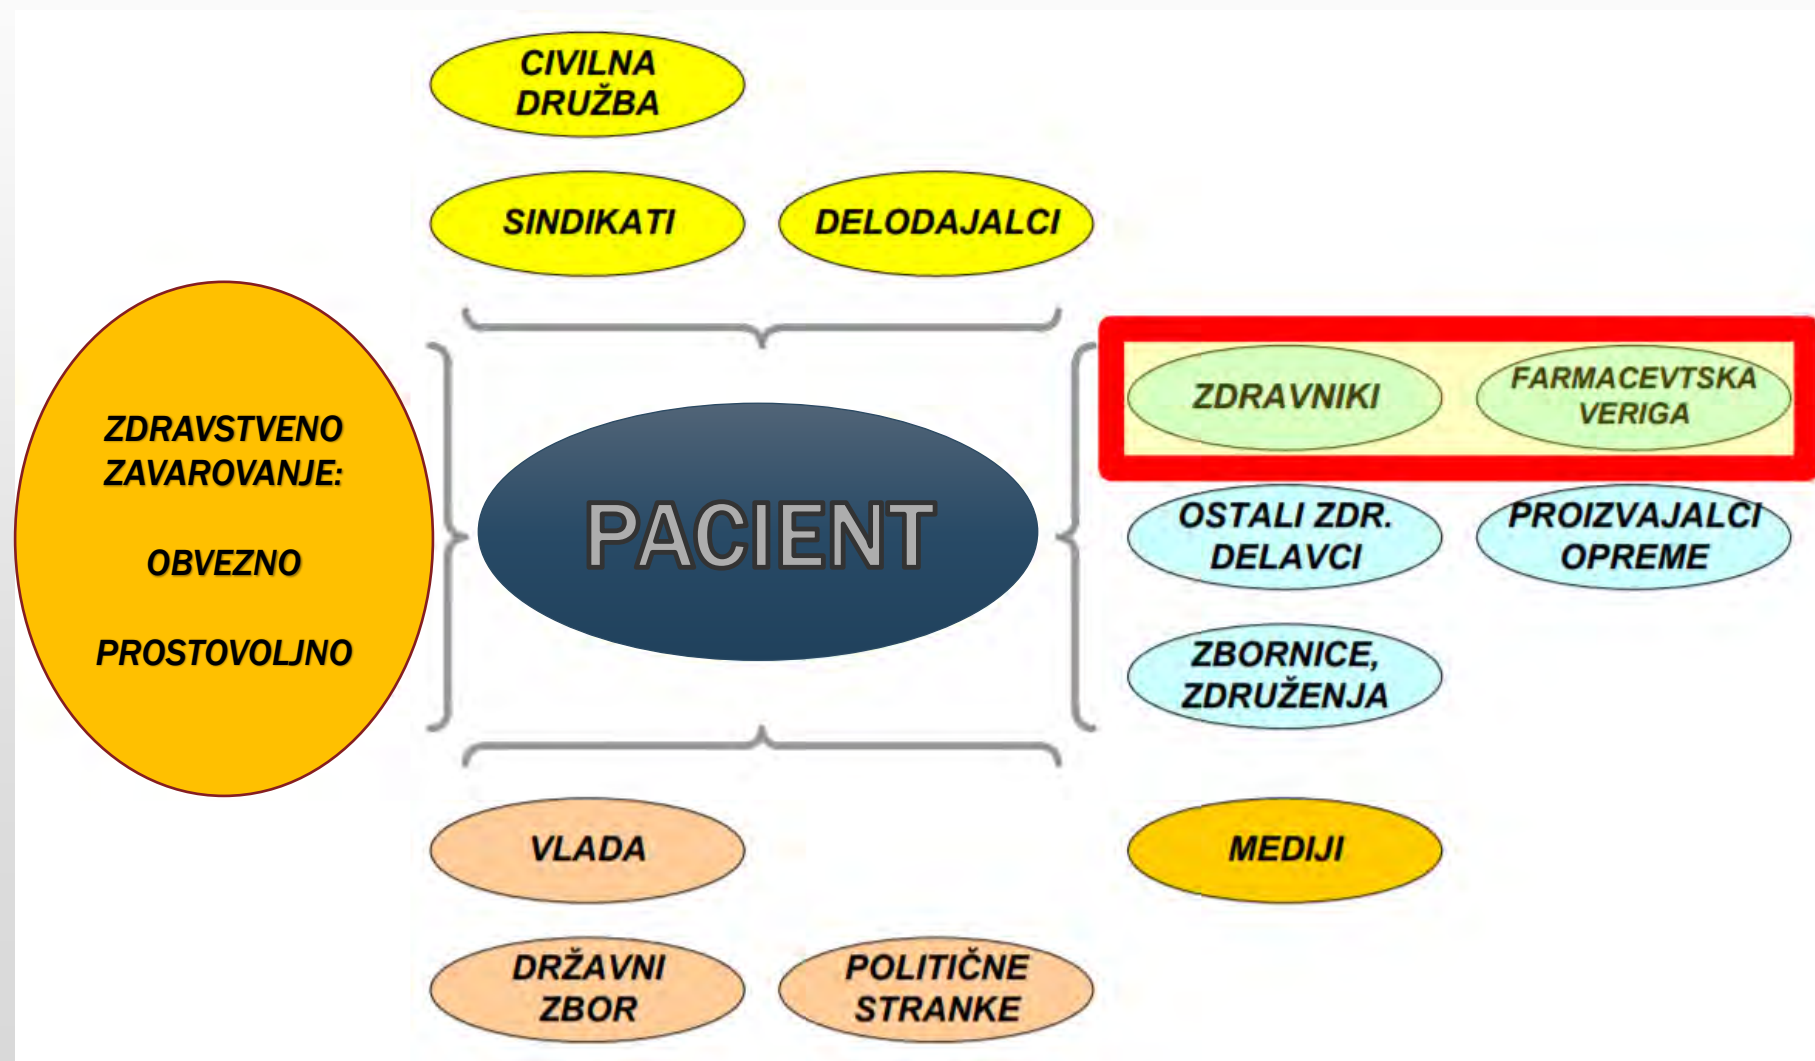 CIVILNA
DRUŽBA
SINDIKATI
DELODAJALCI
ZDRAVSTVENO
ZAVAROVANJE:
OBVEZNO
PROSTOVOLJNO
PACIENT
ZDRAVNIKI
FARMACEVTSKA
VERIGA
OSTALI ZDR.
DELAVCI
PROIZVAJALCI
OPREME
ZBORNICE,
ZDRUŽENJA
VLADA
MEDIJI
DRŽAVNI
ZBOR
POLITIČNE
STRANKE